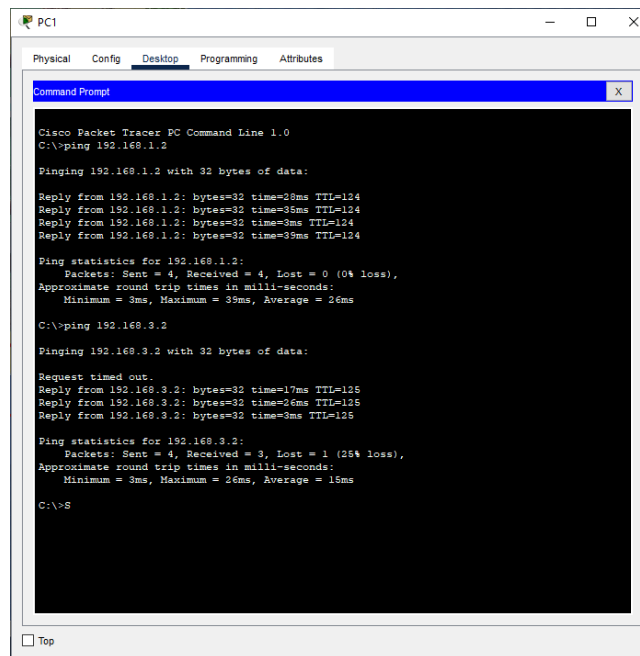 PC1
Physical Config Desktop Programming Attributes
Command Prompt X
Cisco Packet Tracer PC Command Line 1.0
C:\>ping 192.168.1.2
Pinging 192.168.1.2 with 32 bytes of data:
Reply from 192.168.1.2: bytes=32 time=28ms TTL=124
Reply from 192.168.1.2: bytes=32 time=35ms TTL=124
Reply from 192.168.1.2: bytes=32 time=3ms TTL=124
Reply from 192.168.1.2: bytes=32 time=39ms TTL=124
Ping statistics for 192.168.1.2:
Packets: Sent = 4, Received = 4, Lost = 0 (0% loss),
Approximate round trip times in milli-seconds:
Minimum = 3ms, Maximum = 39ms, Average = 26ms
C:\>ping 192.168.3.2
Pinging 192.168.3.2 with 32 bytes of data:
Request timed out.
Reply from 192.168.3.2: bytes=32 time=17ms TTL=125
Reply from 192.168.3.2: bytes=32 time=26ms TTL=125
Reply from 192.168.3.2: bytes=32 time=3ms TTL=125
Ping statistics for 192.168.3.2:
Packets: Sent = 4, Received = 3, Lost = 1 (25% loss),
Approximate round trip times in milli-seconds:
Minimum = 3ms, Maximum = 26ms, Average = 15ms
C:\>S
Top